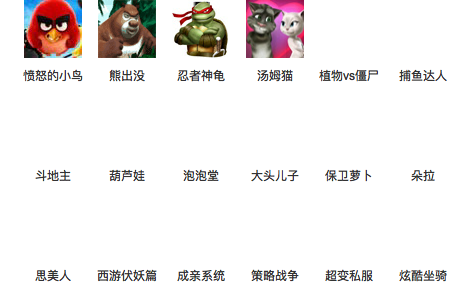 愤怒的小鸟 熊出没 忍者神龟 汤姆猫 植物vs僵尸 捕鱼达人
斗地主 葫芦娃 泡泡堂 大头儿子 保卫萝卜 朵拉
思美人 西游伏妖篇 成亲系统 策略战争 超变私服 炫酷坐骑